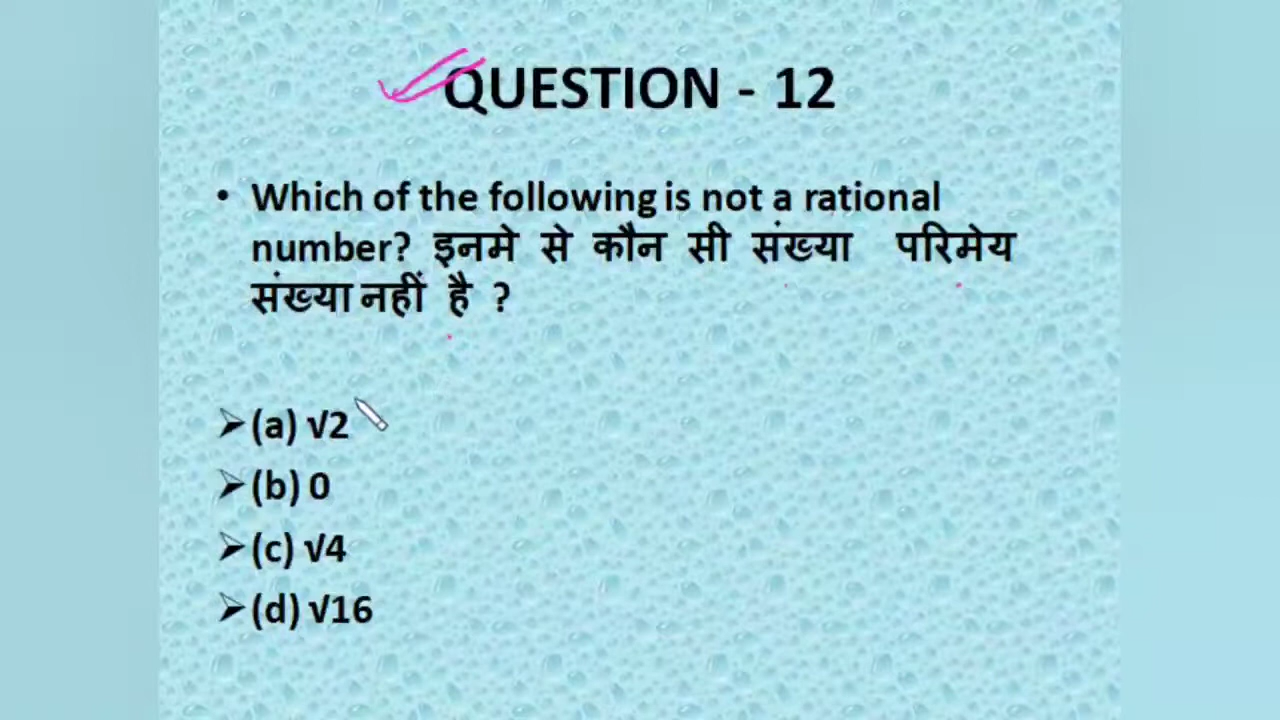 QUESTION - 12
• Which of the following is not a rational
number? इनमे से कौन सी संख्या परिमेय
संख्या नहीं है ?
➢(a) √2
➢(b) 0
➢(c) √4
➢(d) √16